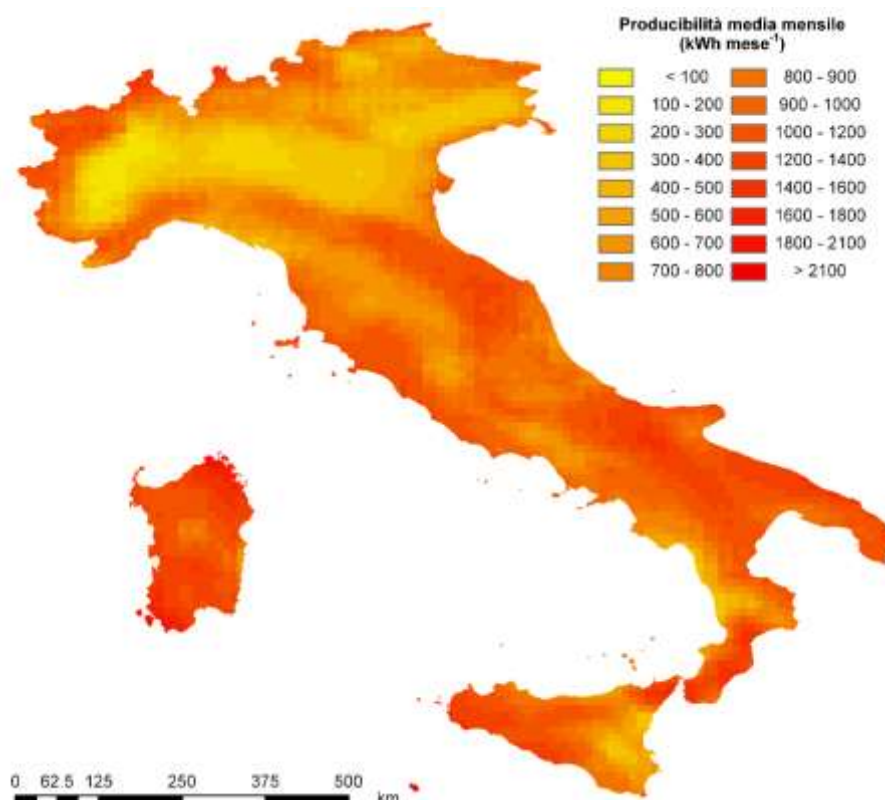 Producibilità media mensile
(kWh mese⁻¹)
< 100
100 - 200
200 - 300
300 - 400
400 - 500
500 - 600
600 - 700
700 - 800
800 - 900
900 - 1000
1000 - 1200
1200 - 1400
1400 - 1600
1600 - 1800
1800 - 2100
> 2100
0 62.5 125 250 375 500
km